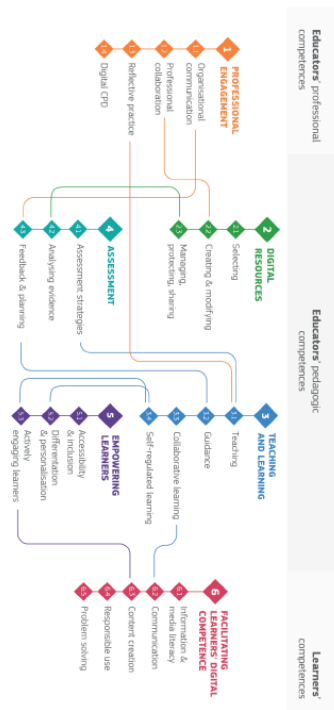 Educators' professional
competences
Educators' pedagogic
competences
Learners'
competences
1
PROFESSIONAL
ENGAGEMENT
1.1
Organisational
communication
1.2
Professional
collaboration
1.3
Reflective practice
1.4
Digital CPD
2
DIGITAL
RESOURCES
2.1
Selecting
2.2
Creating & modifying
2.3
Managing,
protecting, sharing
3
TEACHING
AND LEARNING
3.1
Teaching
3.2
Guidance
3.3
Collaborative learning
3.4
Self-regulated learning
4
ASSESSMENT
4.1
Assessment strategies
4.2
Analysing evidence
4.3
Feedback & planning
5
EMPOWERING
LEARNERS
5.1
Accessibility
& inclusion
5.2
Differentiation
& personalisation
5.3
Actively
engaging learners
6
FACILITATING
LEARNERS' DIGITAL
COMPETENCE
6.1
Information &
media literacy
6.2
Communication
6.3
Content creation
6.4
Responsible use
6.5
Problem solving